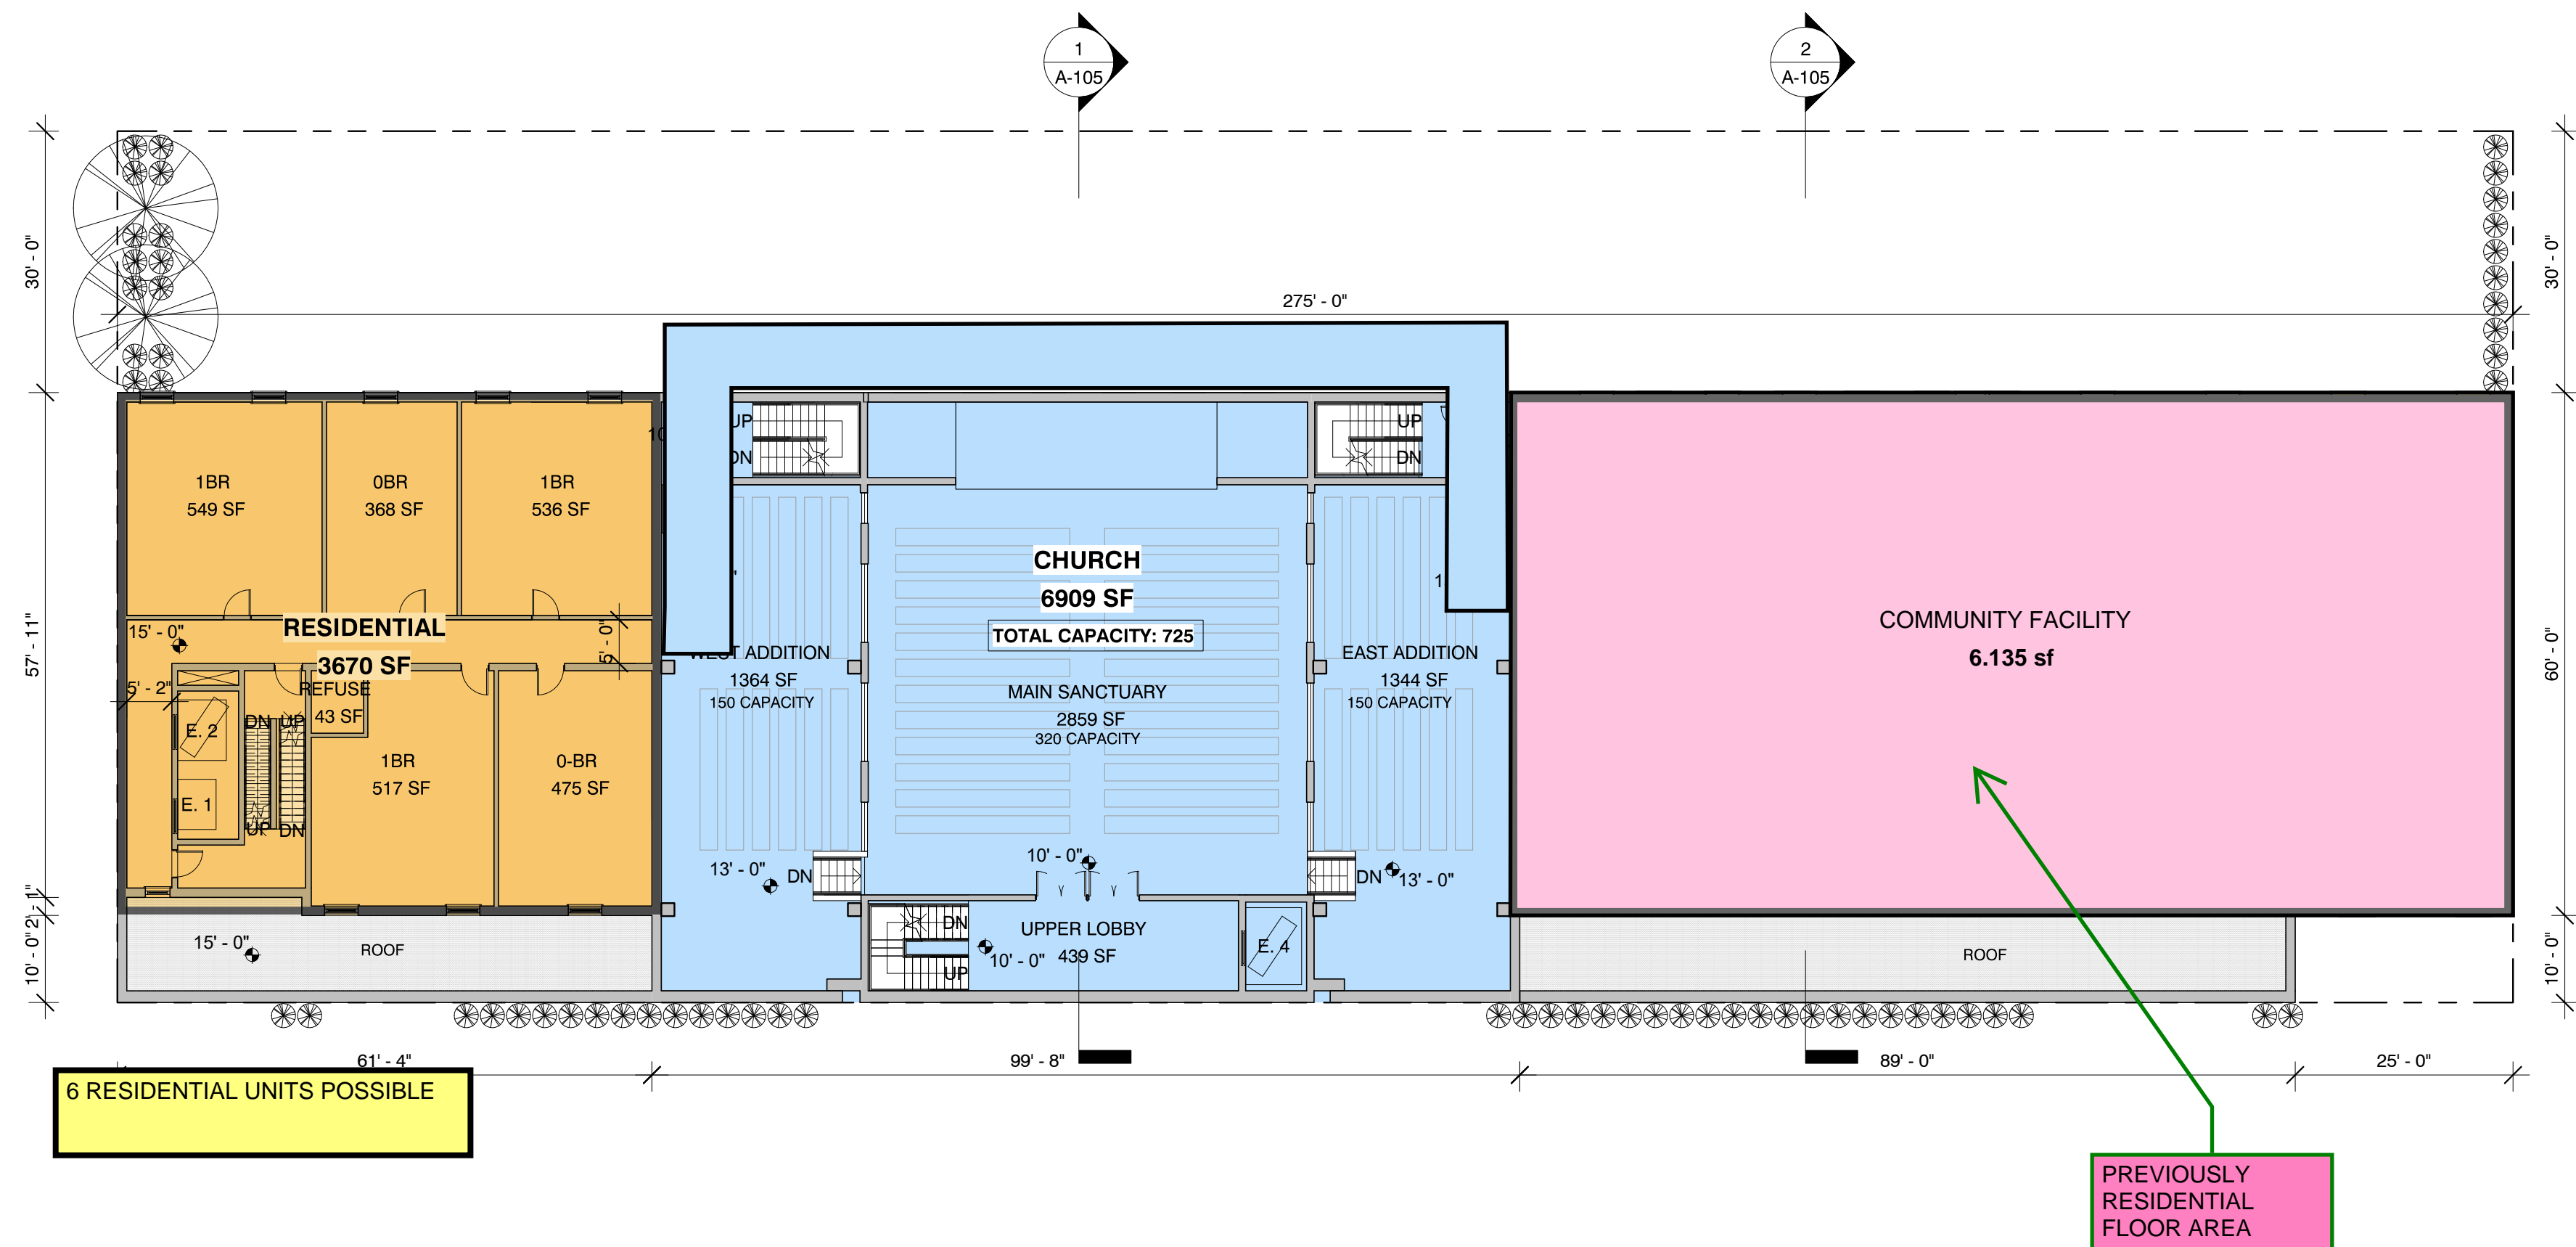 1
A-105
2
A-105
30' - 0"
30' - 0"
275' - 0"
UP
DN
UP
DN
1BR
549 SF
0BR
368 SF
1BR
536 SF
CHURCH
6909 SF
TOTAL CAPACITY: 725
RESIDENTIAL
3670 SF
15' - 0"
5' - 0"
57' - 11"
60' - 0"
COMMUNITY FACILITY
6.135 sf
WEST ADDITION
1364 SF
150 CAPACITY
EAST ADDITION
1344 SF
150 CAPACITY
MAIN SANCTUARY
2859 SF
320 CAPACITY
5' - 2"
REFUSE
43 SF
DN
UP
E. 2
E. 1
UP
DN
1BR
517 SF
0-BR
475 SF
13' - 0"
DN
10' - 0"
DN
13' - 0"
2' - 1"
10' - 0"
10' - 0"
15' - 0"
ROOF
DN
UP
10' - 0"
UPPER LOBBY
439 SF
E. 4
ROOF
61' - 4"
99' - 8"
89' - 0"
25' - 0"
6 RESIDENTIAL UNITS POSSIBLE
PREVIOUSLY
RESIDENTIAL
FLOOR AREA